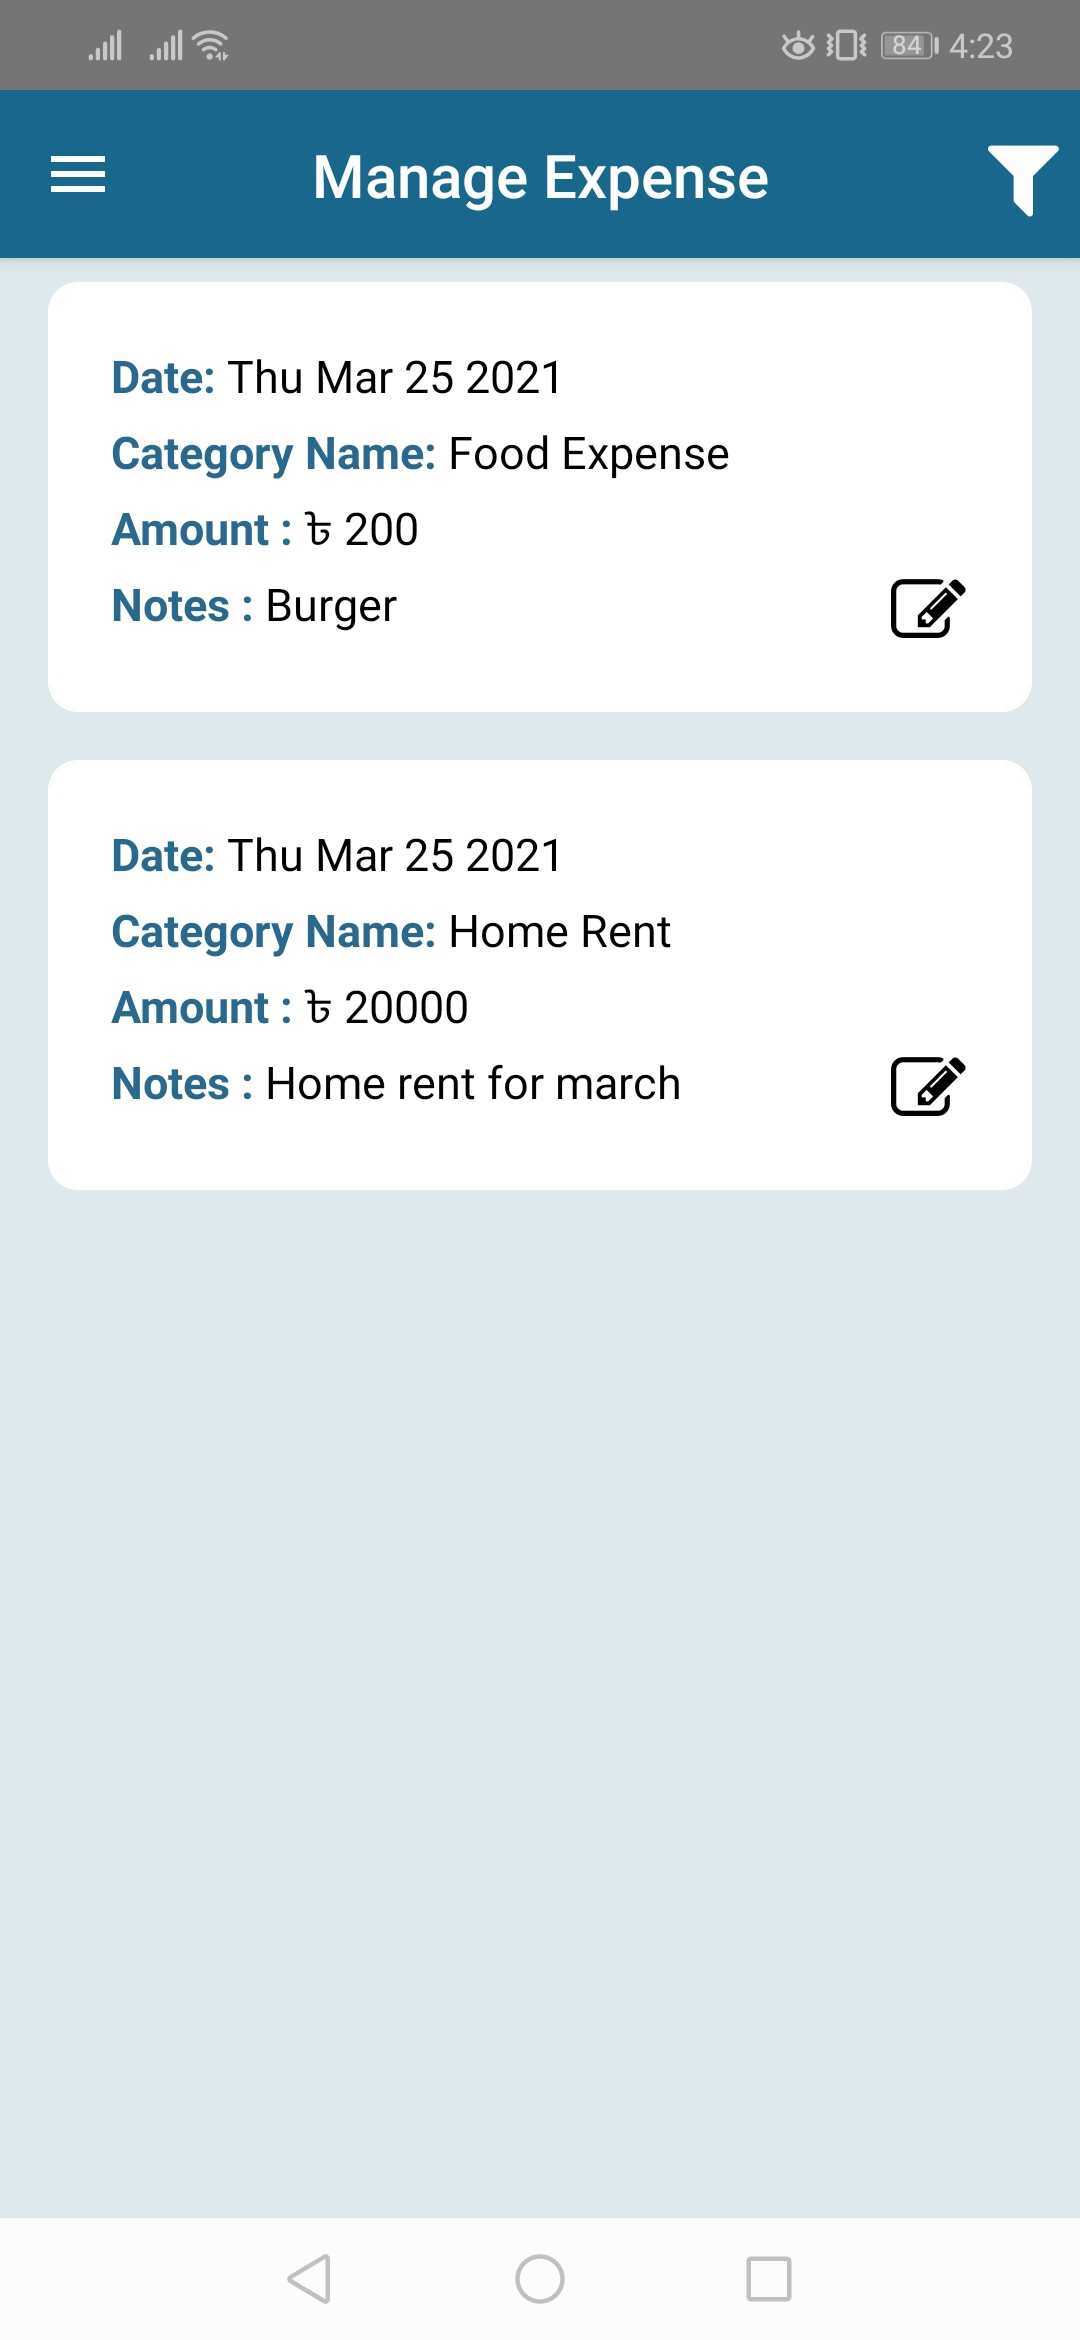 84 4:23
Manage Expense
Date: Thu Mar 25 2021
Category Name: Food Expense
Amount : ৳ 200
Notes : Burger
Date: Thu Mar 25 2021
Category Name: Home Rent
Amount : ৳ 20000
Notes : Home rent for march